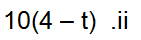 10(4 – t)  .ii